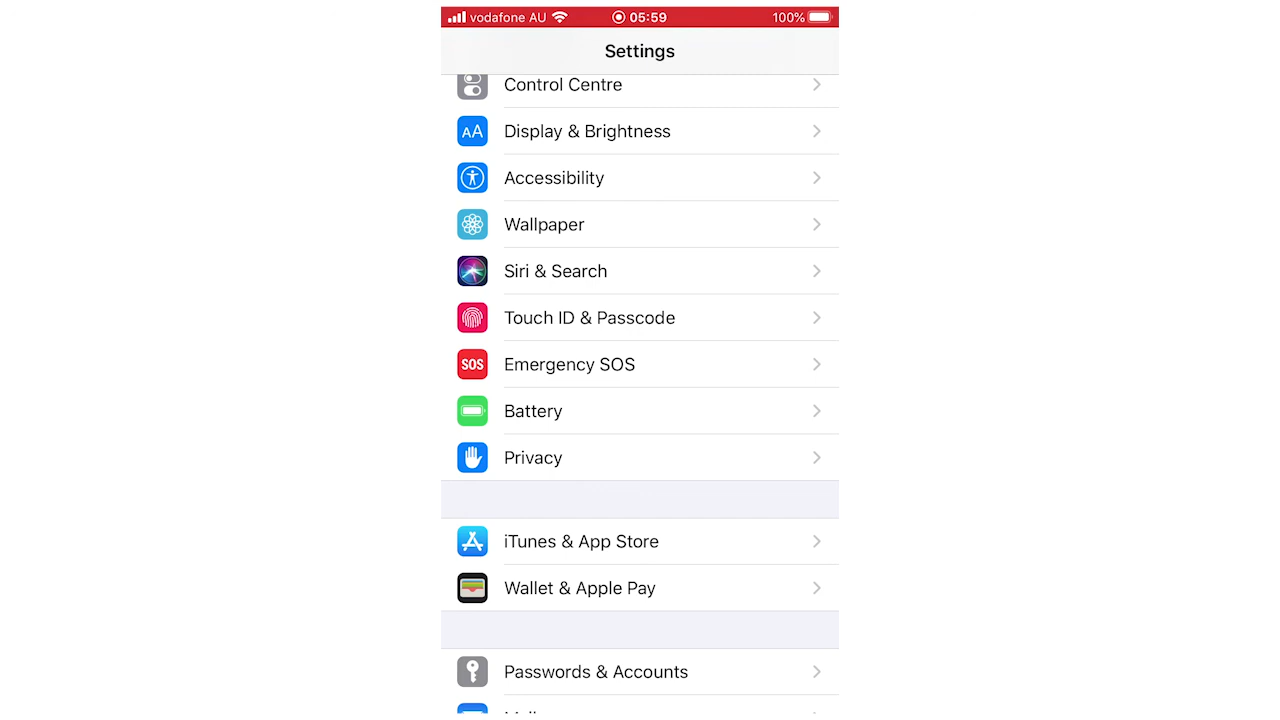 vodafone AU 05:59 100%
Settings
Control Centre
AA Display & Brightness
Accessibility
Wallpaper
Siri & Search
Touch ID & Passcode
SOS Emergency SOS
Battery
Privacy
iTunes & App Store
Wallet & Apple Pay
Passwords & Accounts